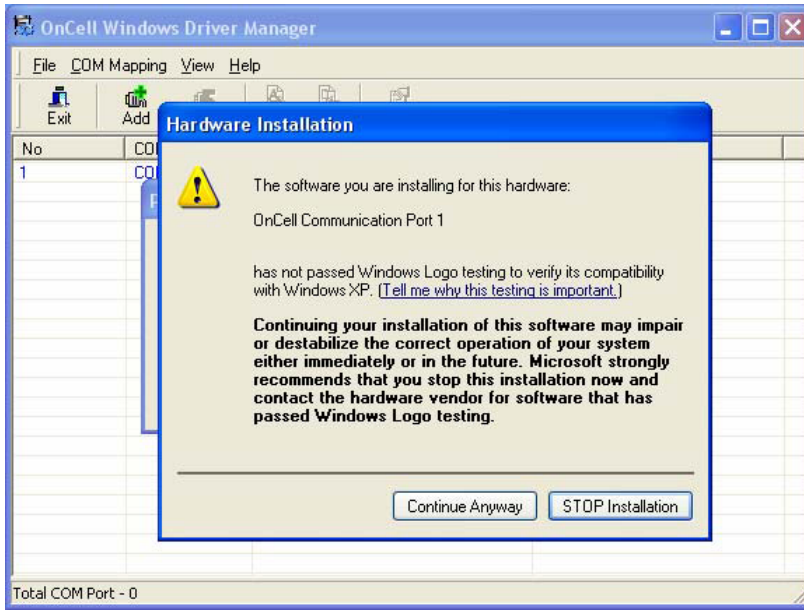 OnCell Windows Driver Manager
File COM Mapping View Help
Exit Add
Hardware Installation
No
1
The software you are installing for this hardware:
OnCell Communication Port 1
has not passed Windows Logo testing to verify its compatibility
with Windows XP. (Tell me why this testing is important.)
Continuing your installation of this software may impair
or destabilize the correct operation of your system
either immediately or in the future. Microsoft strongly
recommends that you stop this installation now and
contact the hardware vendor for software that has
passed Windows Logo testing.
Continue Anyway STOP Installation
Total COM Port - 0